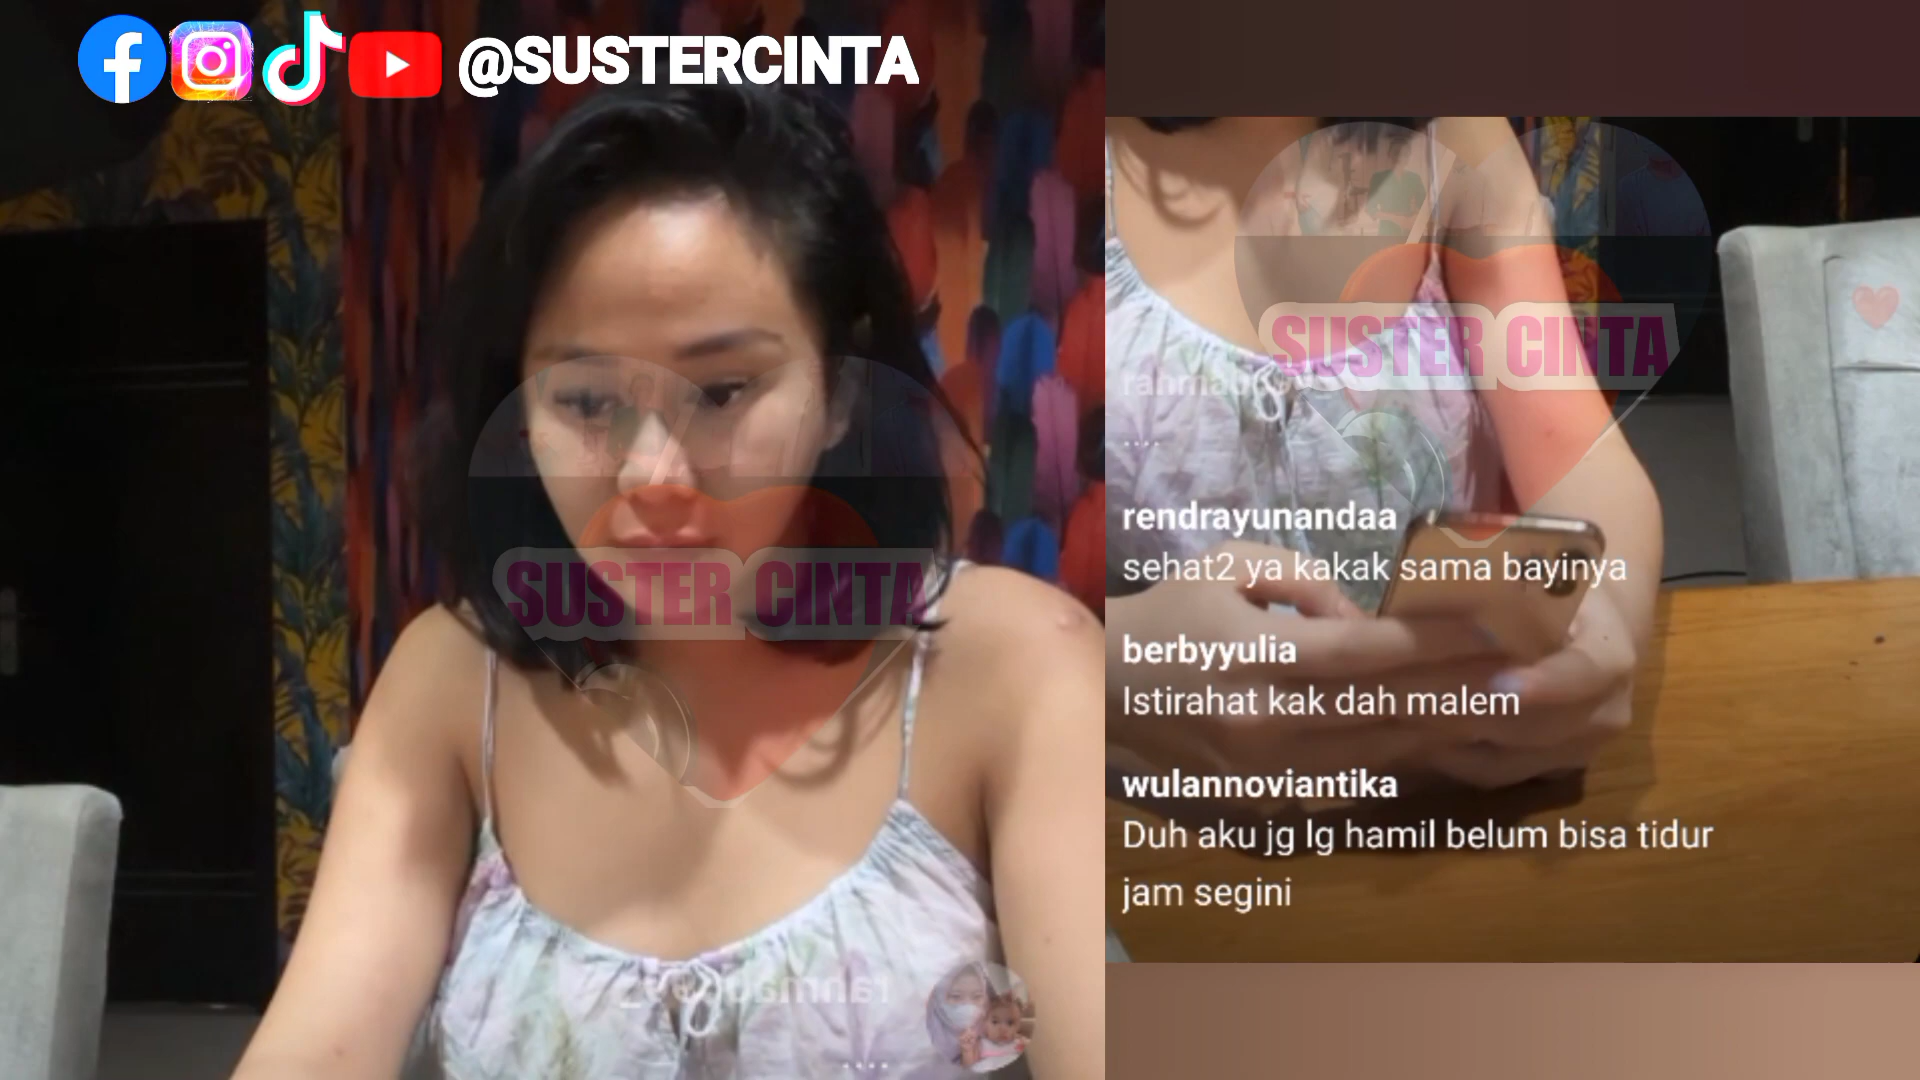 @SUSTERCINTA
SUSTER CINTA
SUSTER CINTA
rendrayunandaa
sehat2 ya kakak sama bayinya
berbyyulia
Istirahat kak dah malem
wulannoviantika
Duh aku jg lg hamil belum bisa tidur
jam segini